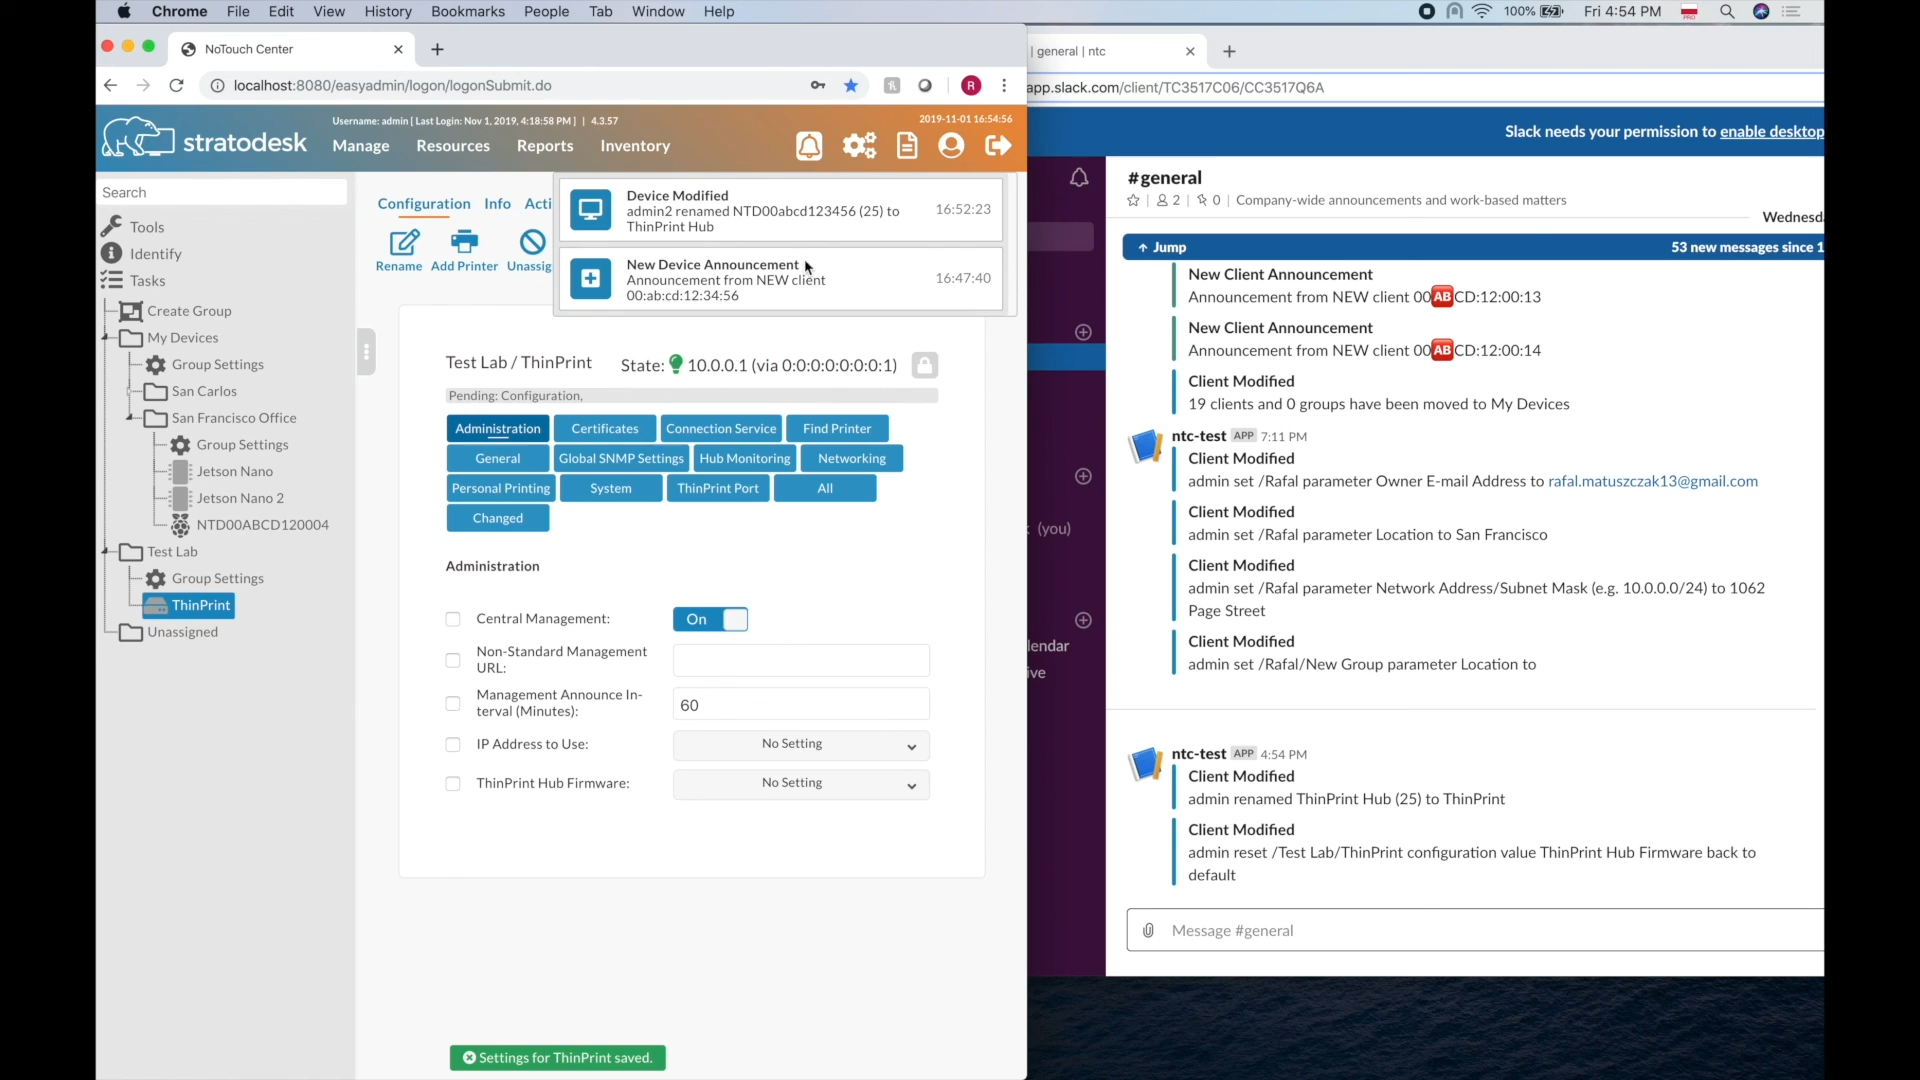 Chrome File Edit View History Bookmarks People Tab Window Help
100% Fri 4:54 PM PRO
NoTouch Center
| general | ntc
localhost:8080/easyadmin/logon/logonSubmit.do
R
app.slack.com/client/TC3517C06/CC3517Q6A
stratodesk
Username: admin [ Last Login: Nov 1, 2019, 4:18:58 PM ] | 4.3.57
2019-11-01 16:54:56
Manage Resources Reports Inventory
Slack needs your permission to enable desktop
Search
Tools
Identify
Tasks
Create Group
My Devices
Group Settings
San Carlos
San Francisco Office
Group Settings
Jetson Nano
Jetson Nano 2
NTD00ABCD120004
Test Lab
Group Settings
ThinPrint
Unassigned
Configuration Info Acti
Rename Add Printer Unassig
Device Modified
admin2 renamed NTD00abcd123456 (25) to
ThinPrint Hub
16:52:23
New Device Announcement
Announcement from NEW client
00:ab:cd:12:34:56
16:47:40
Test Lab / ThinPrint State: 10.0.0.1 (via 0:0:0:0:0:0:0:1)
Pending: Configuration,
Administration Certificates Connection Service Find Printer
General Global SNMP Settings Hub Monitoring Networking
Personal Printing System ThinPrint Port All
Changed
Administration
Central Management: On
Non-Standard Management
URL:
Management Announce In-
terval (Minutes): 60
IP Address to Use: No Setting
ThinPrint Hub Firmware: No Setting
Settings for ThinPrint saved.
(you)
lendar
ive
#general
2 | 0 | Company-wide announcements and work-based matters
Wednesd
Jump 53 new messages since 1
New Client Announcement
Announcement from NEW client 00 AB CD:12:00:13
New Client Announcement
Announcement from NEW client 00 AB CD:12:00:14
Client Modified
19 clients and 0 groups have been moved to My Devices
ntc-test APP 7:11 PM
Client Modified
admin set /Rafal parameter Owner E-mail Address to rafal.matuszczak13@gmail.com
Client Modified
admin set /Rafal parameter Location to San Francisco
Client Modified
admin set /Rafal parameter Network Address/Subnet Mask (e.g. 10.0.0.0/24) to 1062
Page Street
Client Modified
admin set /Rafal/New Group parameter Location to
ntc-test APP 4:54 PM
Client Modified
admin renamed ThinPrint Hub (25) to ThinPrint
Client Modified
admin reset /Test Lab/ThinPrint configuration value ThinPrint Hub Firmware back to
default
Message #general